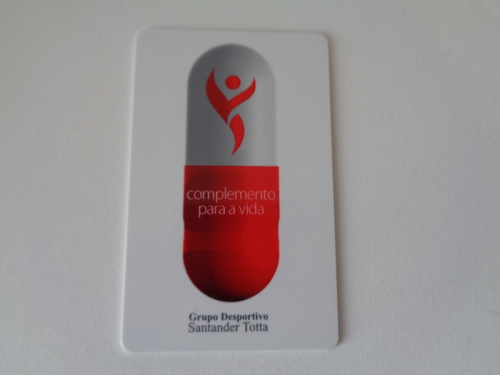 complemento
para a vida
Grupo Desportivo
Santander Totta